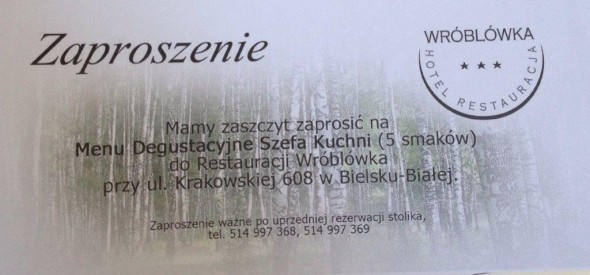 Zaproszenie
WRÓBLÓWKA
★ ★ ★
HOTEL RESTAURACJA
Mamy zaszczyt zaprosić na
Menu Degustacyjne Szefa Kuchni (5 smaków)
do Restauracji Wróblówka
przy ul. Krakowskiej 608 w Bielsku-Białej.
Zaproszenie ważne po uprzedniej rezerwacji stolika,
tel. 514 997 368, 514 997 369